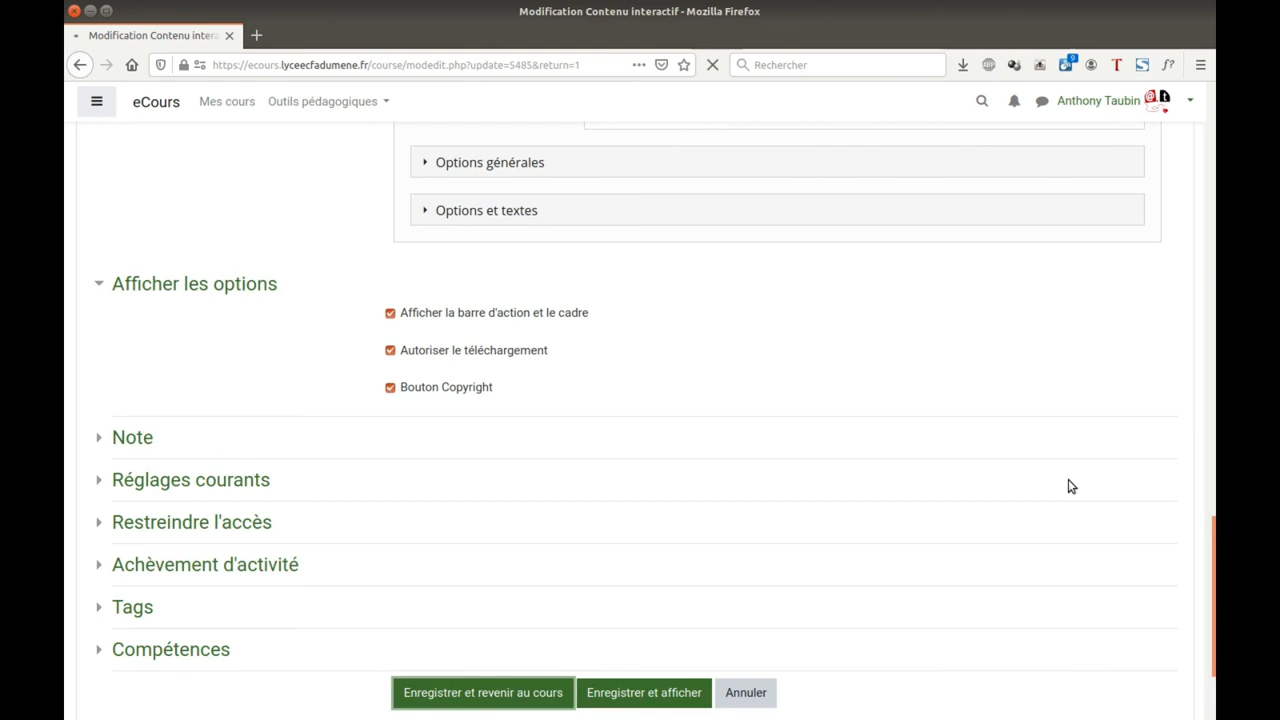 Modification Contenu interactif - Mozilla Firefox
Modification Contenu intera
https://ecours.lyceecfadumene.fr/course/modedit.php?update=5485&return=1
Rechercher
9
eCours
Mes cours
Outils pédagogiques
Anthony Taubin
Options générales
Options et textes
Afficher les options
Afficher la barre d'action et le cadre
Autoriser le téléchargement
Bouton Copyright
Note
Réglages courants
Restreindre l'accès
Achèvement d'activité
Tags
Compétences
Enregistrer et revenir au cours
Enregistrer et afficher
Annuler